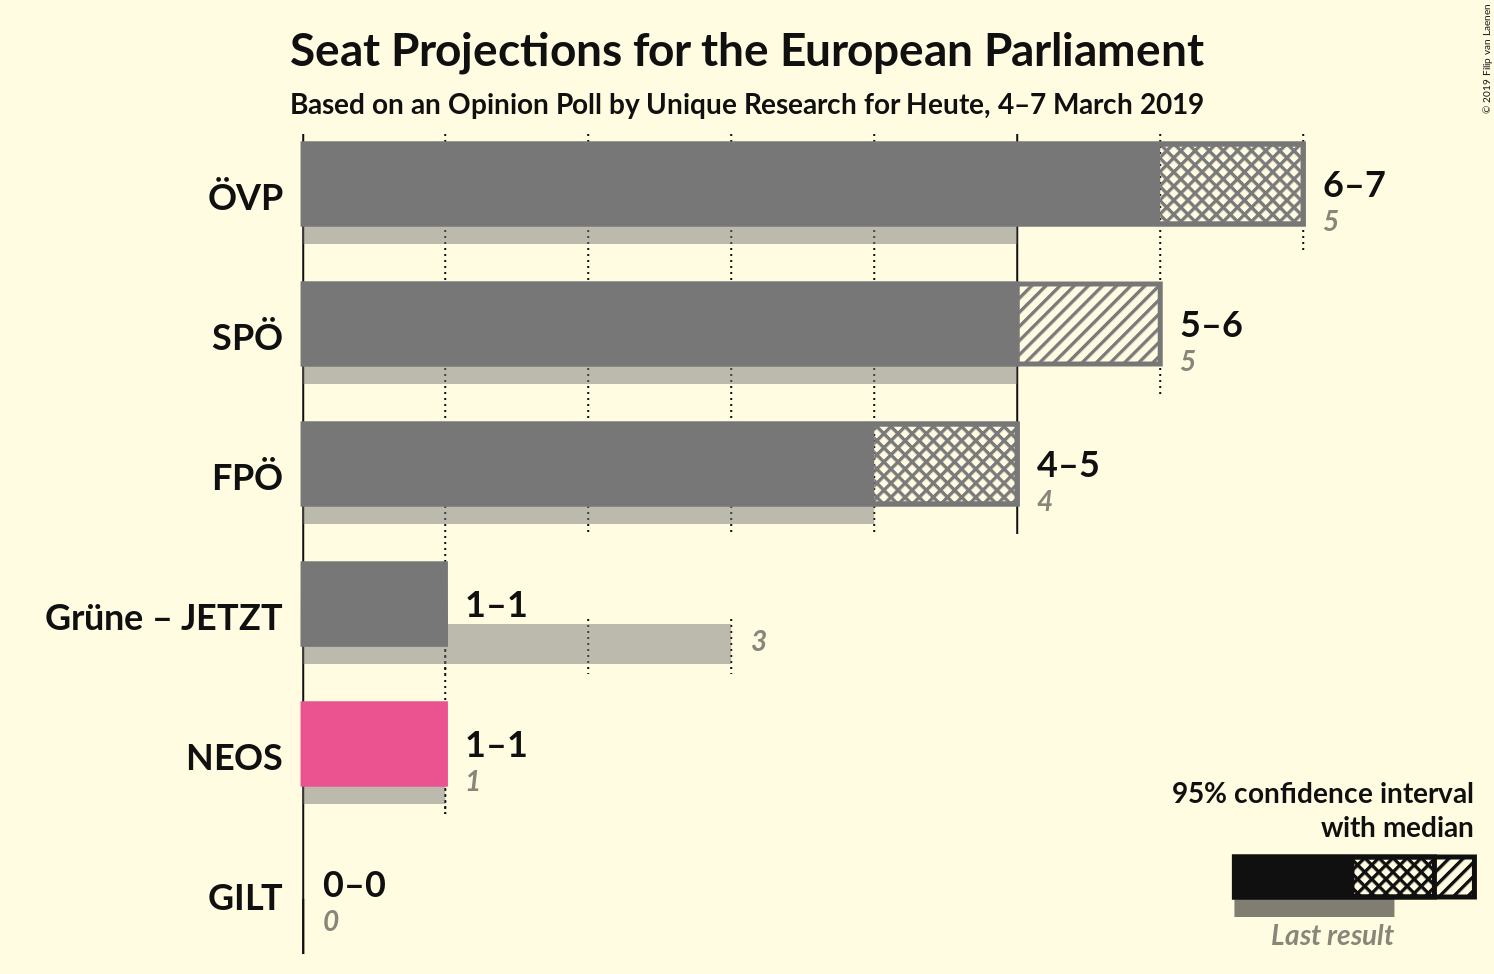 Seat Projections for the European Parliament
Based on an Opinion Poll by Unique Research for Heute, 4–7 March 2019
© 2019 Filip van Laenen
ÖVP
6–7
5
SPÖ
5–6
5
FPÖ
4–5
4
Grüne – JETZT
1–1
3
NEOS
1–1
1
GILT
0–0
0
95% confidence interval
with median
Last result